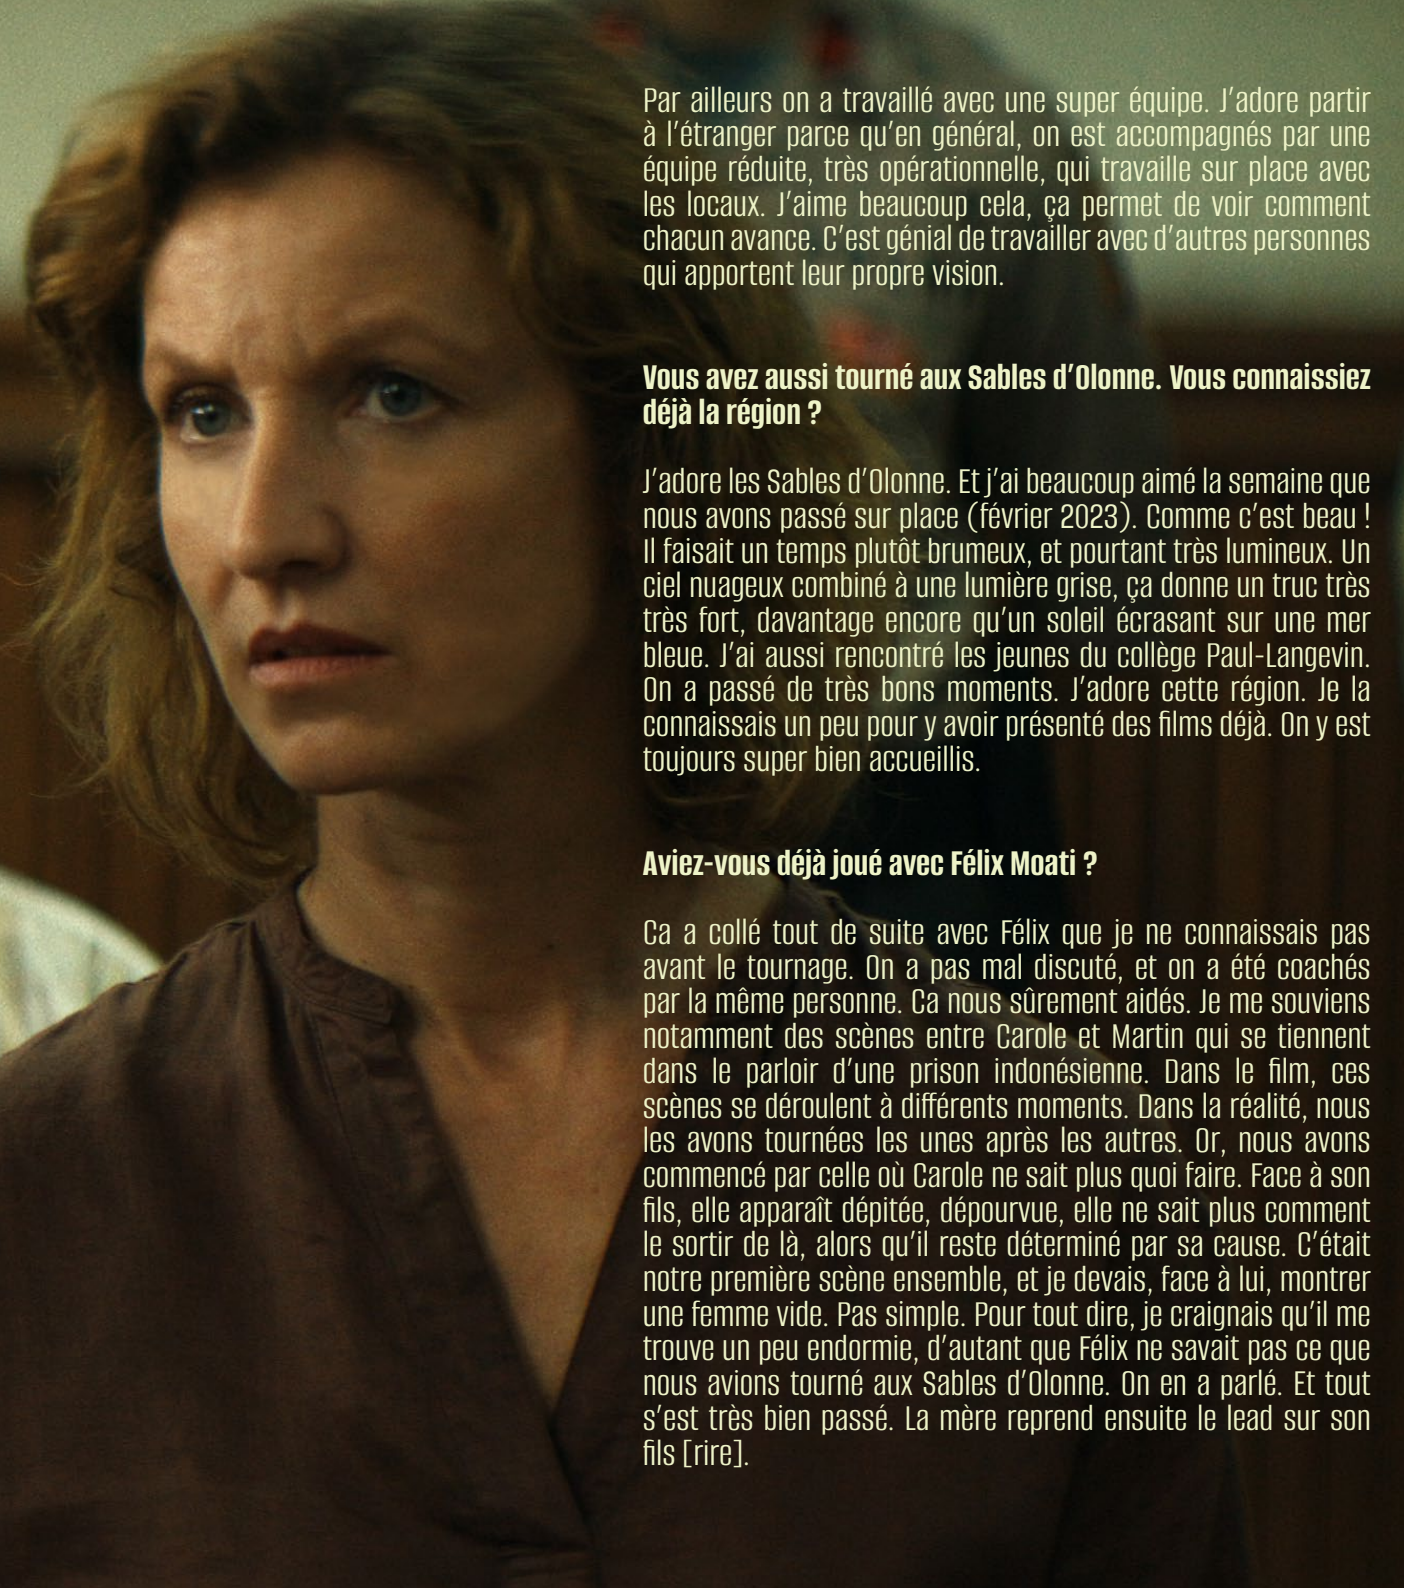 Par ailleurs on a travaillé avec une super équipe. J’adore partir
à l’étranger parce qu’en général, on est accompagnés par une
équipe réduite, très opérationnelle, qui travaille sur place avec
les locaux. J’aime beaucoup cela, ça permet de voir comment
chacun avance. C’est génial de travailler avec d’autres personnes
qui apportent leur propre vision.
Vous avez aussi tourné aux Sables d’Olonne. Vous connaissiez
déjà la région ?
J’adore les Sables d’Olonne. Et j’ai beaucoup aimé la semaine que
nous avons passé sur place (février 2023). Comme c’est beau !
Il faisait un temps plutôt brumeux, et pourtant très lumineux. Un
ciel nuageux combiné à une lumière grise, ça donne un truc très
très fort, davantage encore qu’un soleil écrasant sur une mer
bleue. J’ai aussi rencontré les jeunes du collège Paul-Langevin.
On a passé de très bons moments. J’adore cette région. Je la
connaissais un peu pour y avoir présenté des films déjà. On y est
toujours super bien accueillis.
Aviez-vous déjà joué avec Félix Moati ?
Ca a collé tout de suite avec Félix que je ne connaissais pas
avant le tournage. On a pas mal discuté, et on a été coachés
par la même personne. Ca nous sûrement aidés. Je me souviens
notamment des scènes entre Carole et Martin qui se tiennent
dans le parloir d’une prison indonésienne. Dans le film, ces
scènes se déroulent à différents moments. Dans la réalité, nous
les avons tournées les unes après les autres. Or, nous avons
commencé par celle où Carole ne sait plus quoi faire. Face à son
fils, elle apparaît dépitée, dépourvue, elle ne sait plus comment
le sortir de là, alors qu’il reste déterminé par sa cause. C’était
notre première scène ensemble, et je devais, face à lui, montrer
une femme vide. Pas simple. Pour tout dire, je craignais qu’il me
trouve un peu endormie, d’autant que Félix ne savait pas ce que
nous avions tourné aux Sables d’Olonne. On en a parlé. Et tout
s’est très bien passé. La mère reprend ensuite le lead sur son
fils [rire].